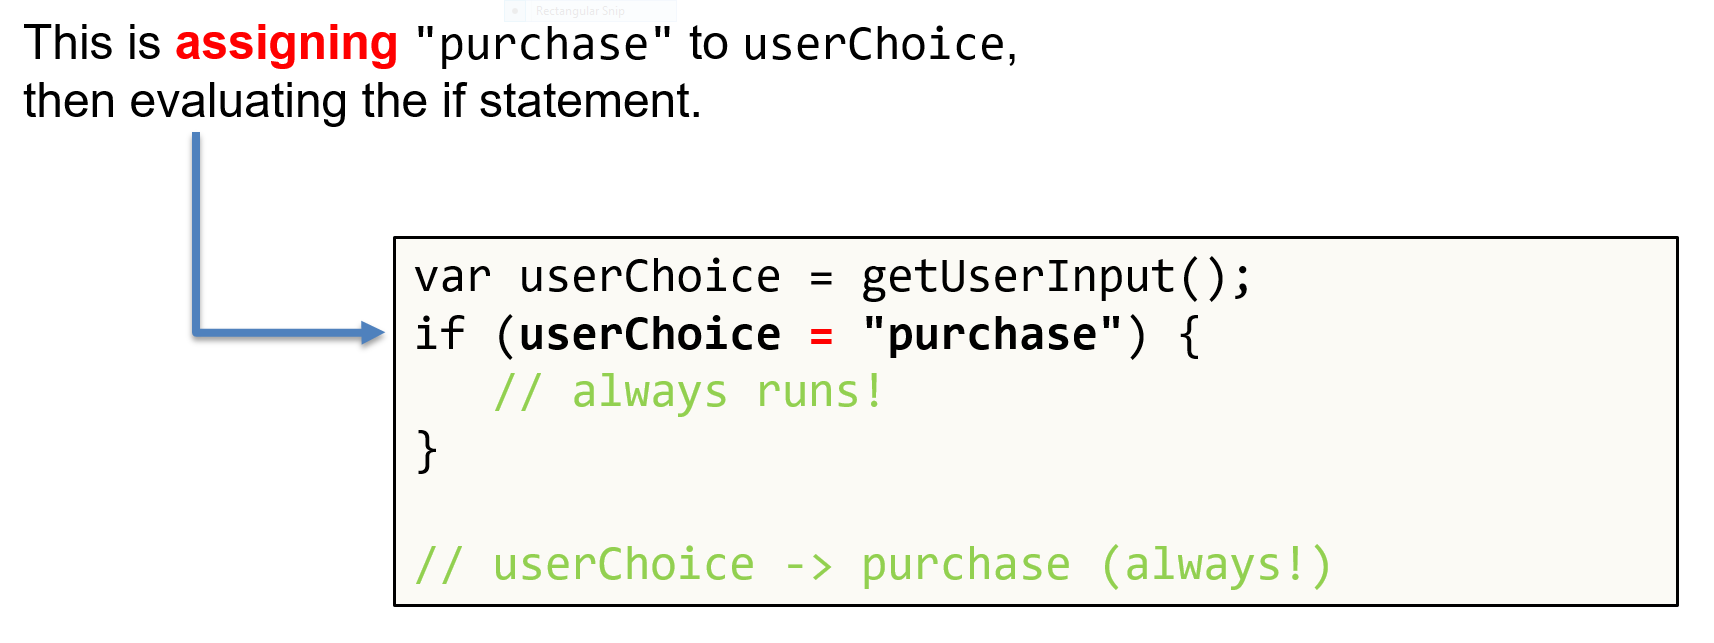 Rectangular Snip
This is assigning "purchase" to userChoice,
then evaluating the if statement.
var userChoice = getUserInput();
if (userChoice = "purchase") {
   // always runs!
}
// userChoice -> purchase (always!)